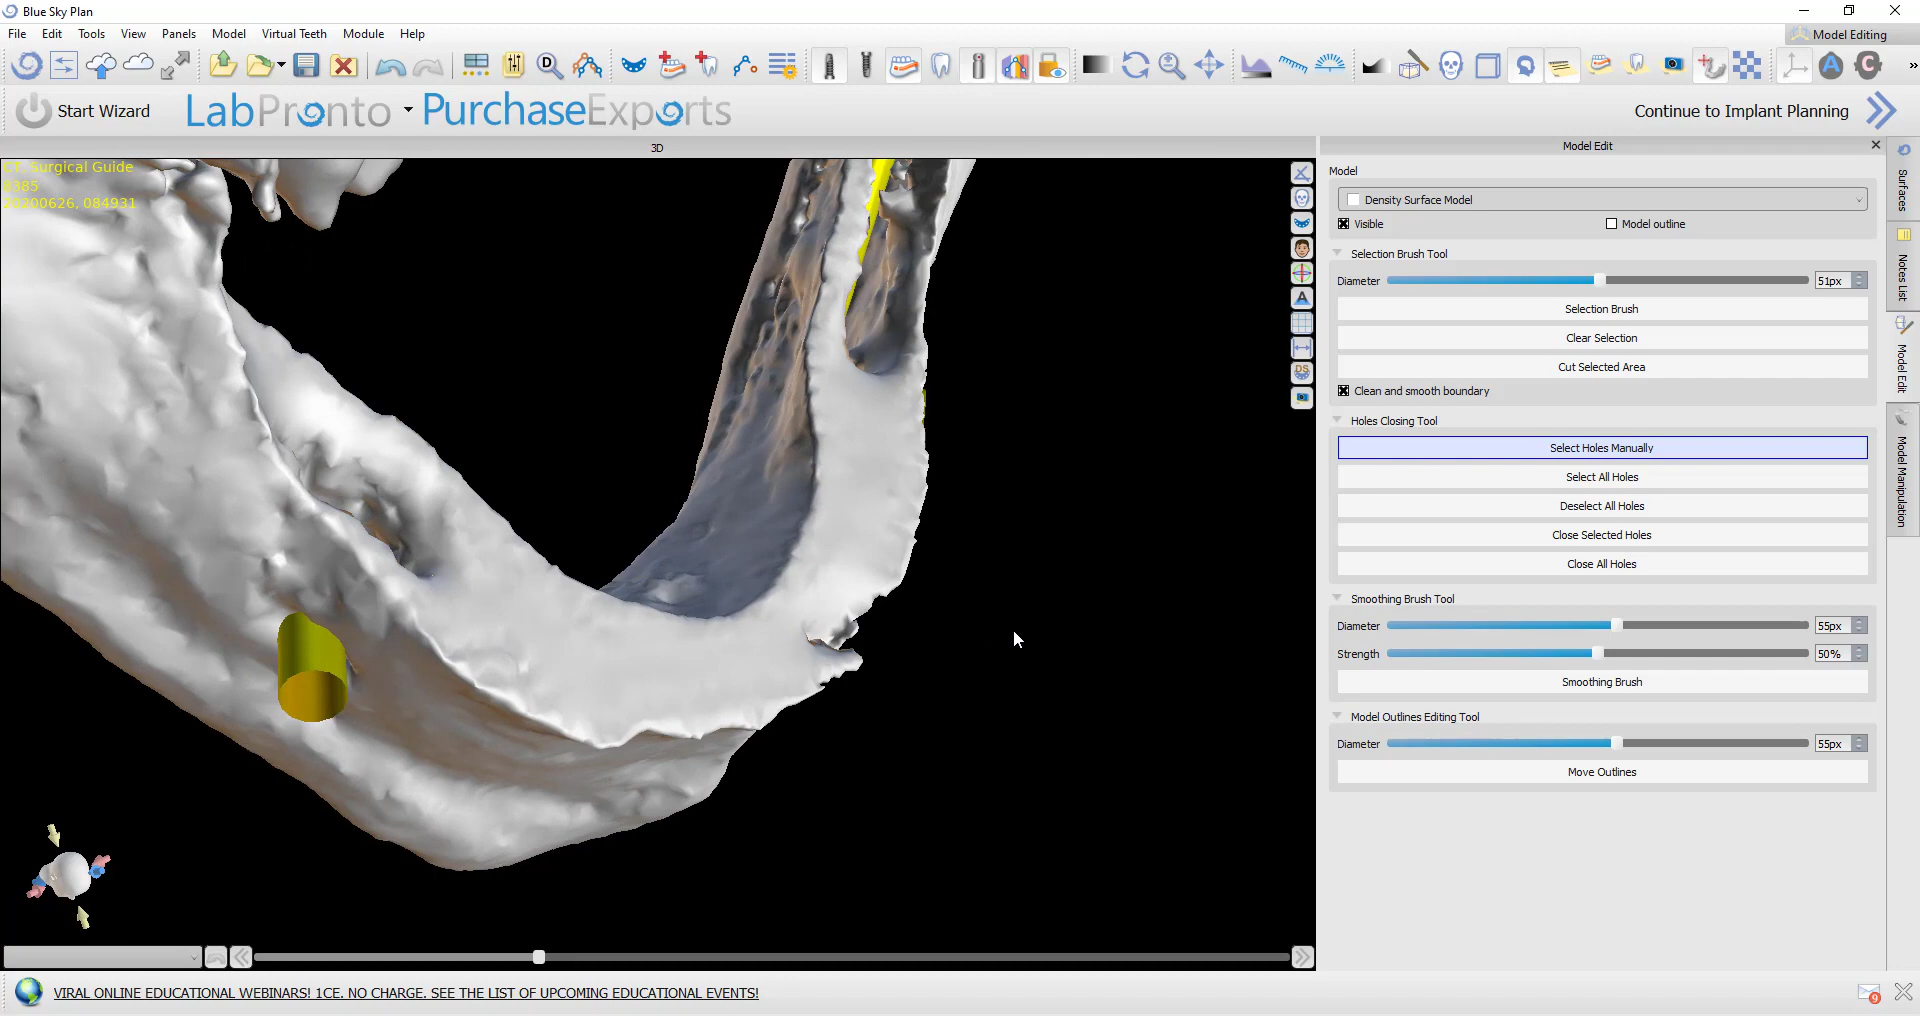 Blue Sky Plan
File Edit Tools View Panels Model Virtual Teeth Module Help
Model Editing
Start Wizard
LabPronto
PurchaseExports
Continue to Implant Planning
3D
Model Edit
CT. Surgical Guide
8385
20200626, 084931
Model
Density Surface Model
Visible
Model outline
Selection Brush Tool
Diameter 51px
Selection Brush
Clear Selection
Cut Selected Area
Clean and smooth boundary
Holes Closing Tool
Select Holes Manually
Select All Holes
Deselect All Holes
Close Selected Holes
Close All Holes
Smoothing Brush Tool
Diameter 55px
Strength 50%
Smoothing Brush
Model Outlines Editing Tool
Diameter 55px
Move Outlines
Surfaces
Notes List
Model Edit
Model Manipulation
DS
VIRAL ONLINE EDUCATIONAL WEBINARS! 1CE. NO CHARGE. SEE THE LIST OF UPCOMING EDUCATIONAL EVENTS!
9